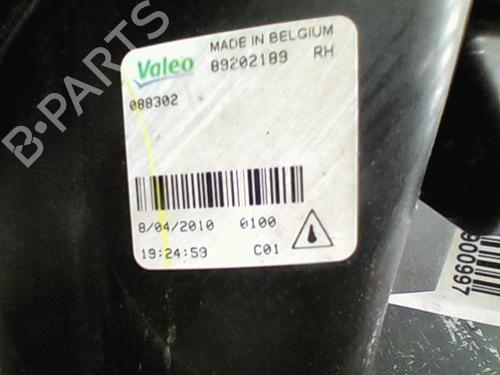 MADE IN BELGIUM
Valeo 89202189 RH
088302
8/04/2010 0100
19:24:59 C01
900997
B-PARTS